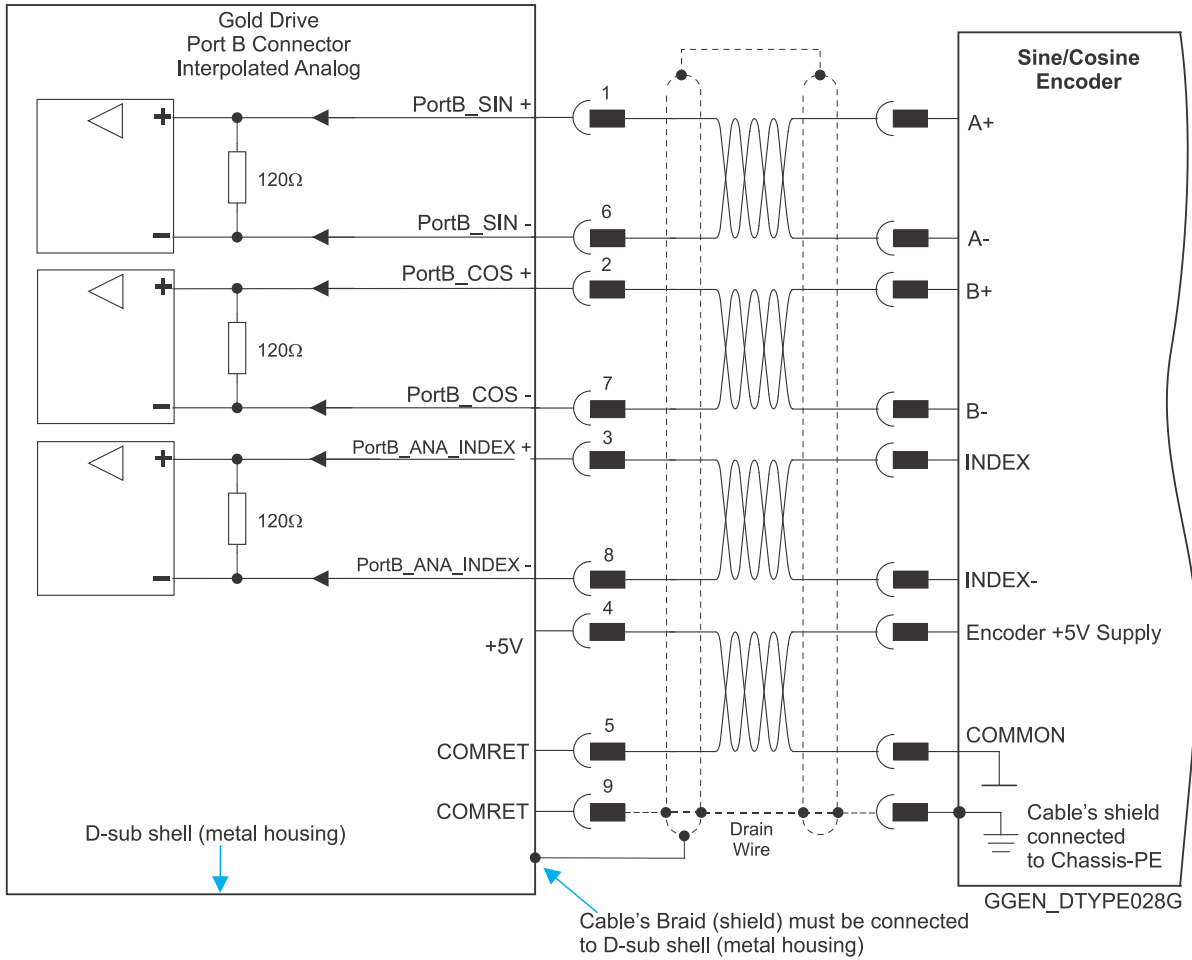 Gold Drive
Port B Connector
Interpolated Analog
Sine/Cosine
Encoder
PortB_SIN +
1
A+
120Ω
PortB_SIN -
6
A-
PortB_COS +
2
B+
120Ω
PortB_COS -
7
B-
PortB_ANA_INDEX +
3
INDEX
120Ω
PortB_ANA_INDEX -
8
INDEX-
+5V
4
Encoder +5V Supply
COMRET
5
COMMON
COMRET
9
Drain
Wire
Cable's shield
connected
to Chassis-PE
D-sub shell (metal housing)
GGEN_DTYPE028G
Cable's Braid (shield) must be connected
to D-sub shell (metal housing)